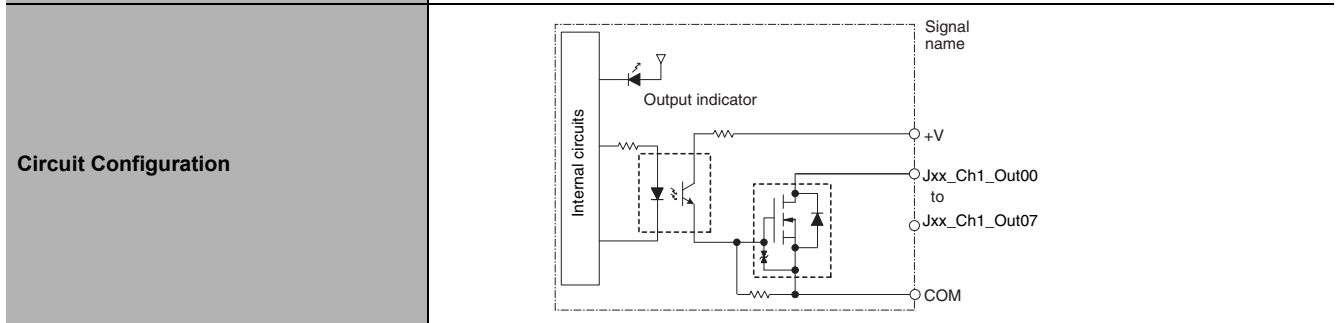 Circuit Configuration
Signal
name
Output indicator
Internal circuits
+V
Jxx_Ch1_Out00
to
Jxx_Ch1_Out07
COM